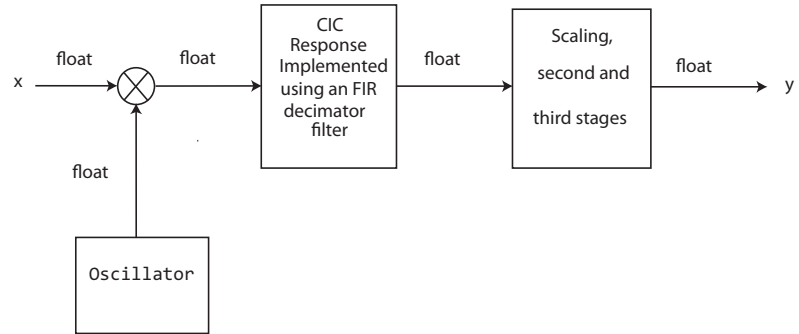 CIC
Response
Implemented
using an FIR
decimator
filter
Scaling,
second and
third stages
float
float
float
float
x
y
float
Oscillator